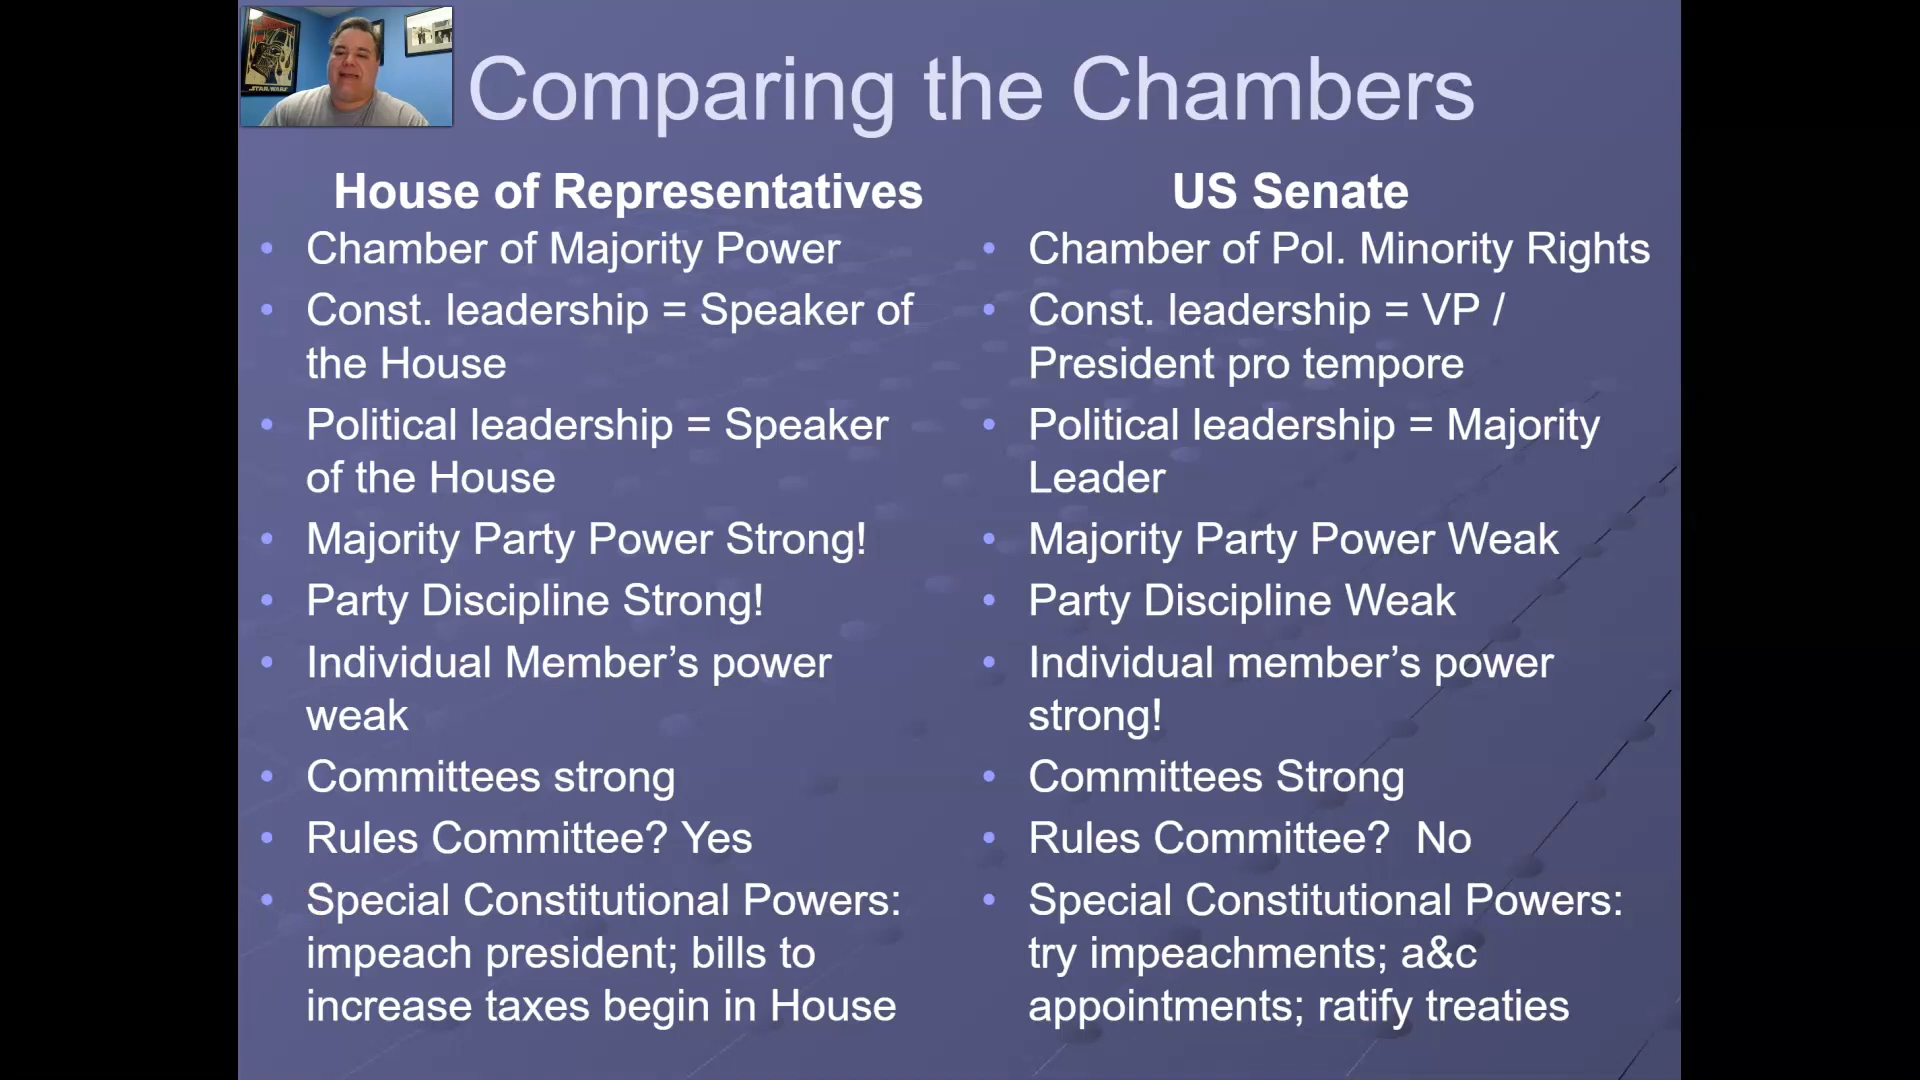 STAR WARS
Comparing the Chambers
House of Representatives
• Chamber of Majority Power
• Const. leadership = Speaker of
the House
• Political leadership = Speaker
of the House
• Majority Party Power Strong!
• Party Discipline Strong!
• Individual Member’s power
weak
• Committees strong
• Rules Committee? Yes
• Special Constitutional Powers:
impeach president; bills to
increase taxes begin in House
US Senate
• Chamber of Pol. Minority Rights
• Const. leadership = VP /
President pro tempore
• Political leadership = Majority
Leader
• Majority Party Power Weak
• Party Discipline Weak
• Individual member’s power
strong!
• Committees Strong
• Rules Committee?  No
• Special Constitutional Powers:
try impeachments; a&c
appointments; ratify treaties